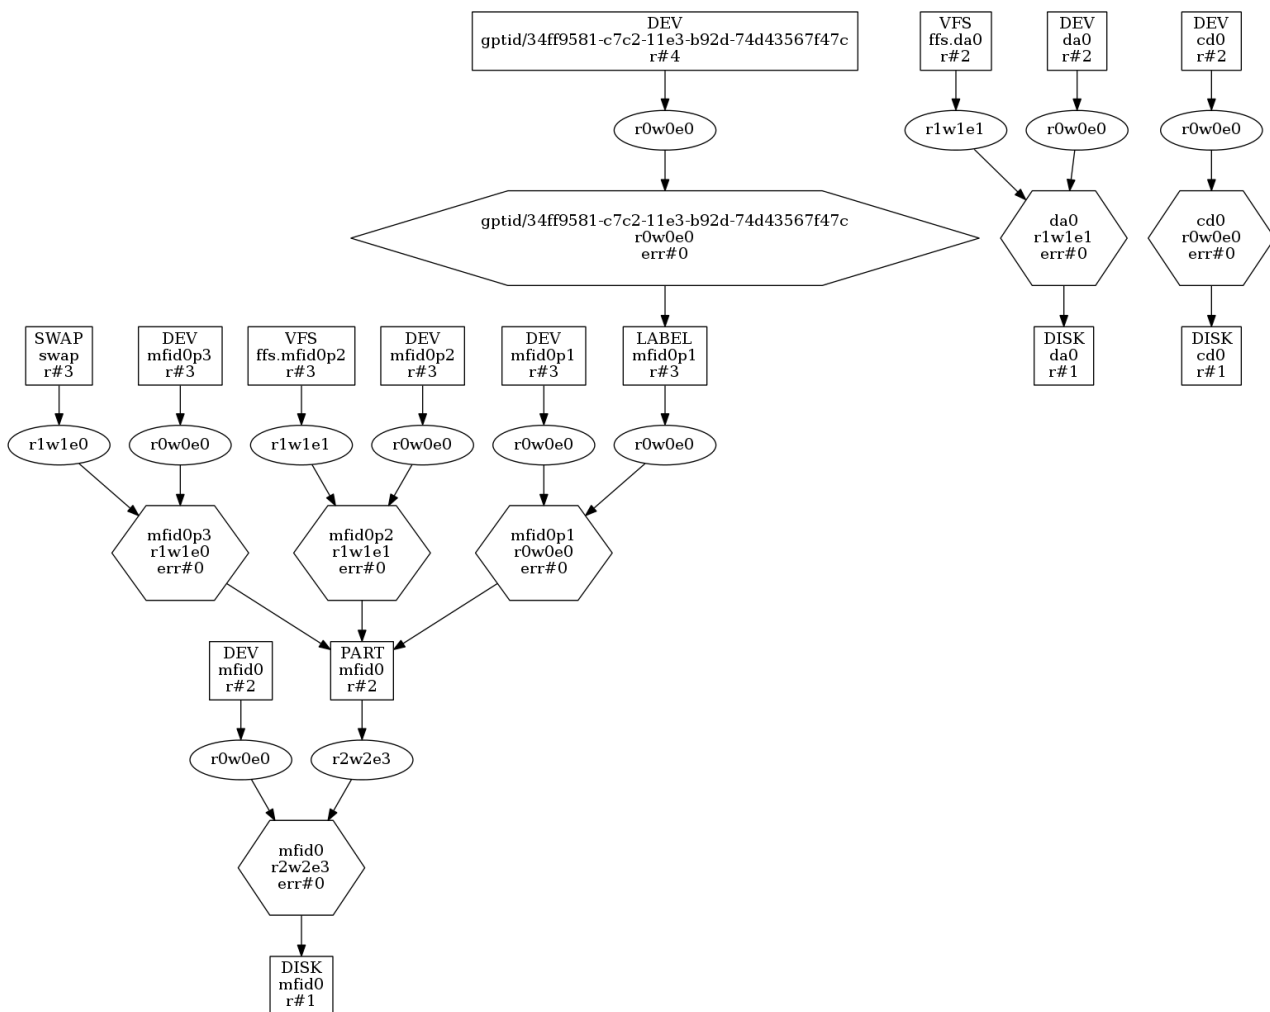 DEV
gptid/34ff9581-c7c2-11e3-b92d-74d43567f47c
r#4
VFS
ffs.da0
r#2
DEV
da0
r#2
DEV
cd0
r#2
r0w0e0
r1w1e1
r0w0e0
r0w0e0
gptid/34ff9581-c7c2-11e3-b92d-74d43567f47c
r0w0e0
err#0
da0
r1w1e1
err#0
cd0
r0w0e0
err#0
SWAP
swap
r#3
DEV
mfid0p3
r#3
VFS
ffs.mfid0p2
r#3
DEV
mfid0p2
r#3
DEV
mfid0p1
r#3
LABEL
mfid0p1
r#3
DISK
da0
r#1
DISK
cd0
r#1
r1w1e0
r0w0e0
r1w1e1
r0w0e0
r0w0e0
r0w0e0
mfid0p3
r1w1e0
err#0
mfid0p2
r1w1e1
err#0
mfid0p1
r0w0e0
err#0
DEV
mfid0
r#2
PART
mfid0
r#2
r0w0e0
r2w2e3
mfid0
r2w2e3
err#0
DISK
mfid0
r#1